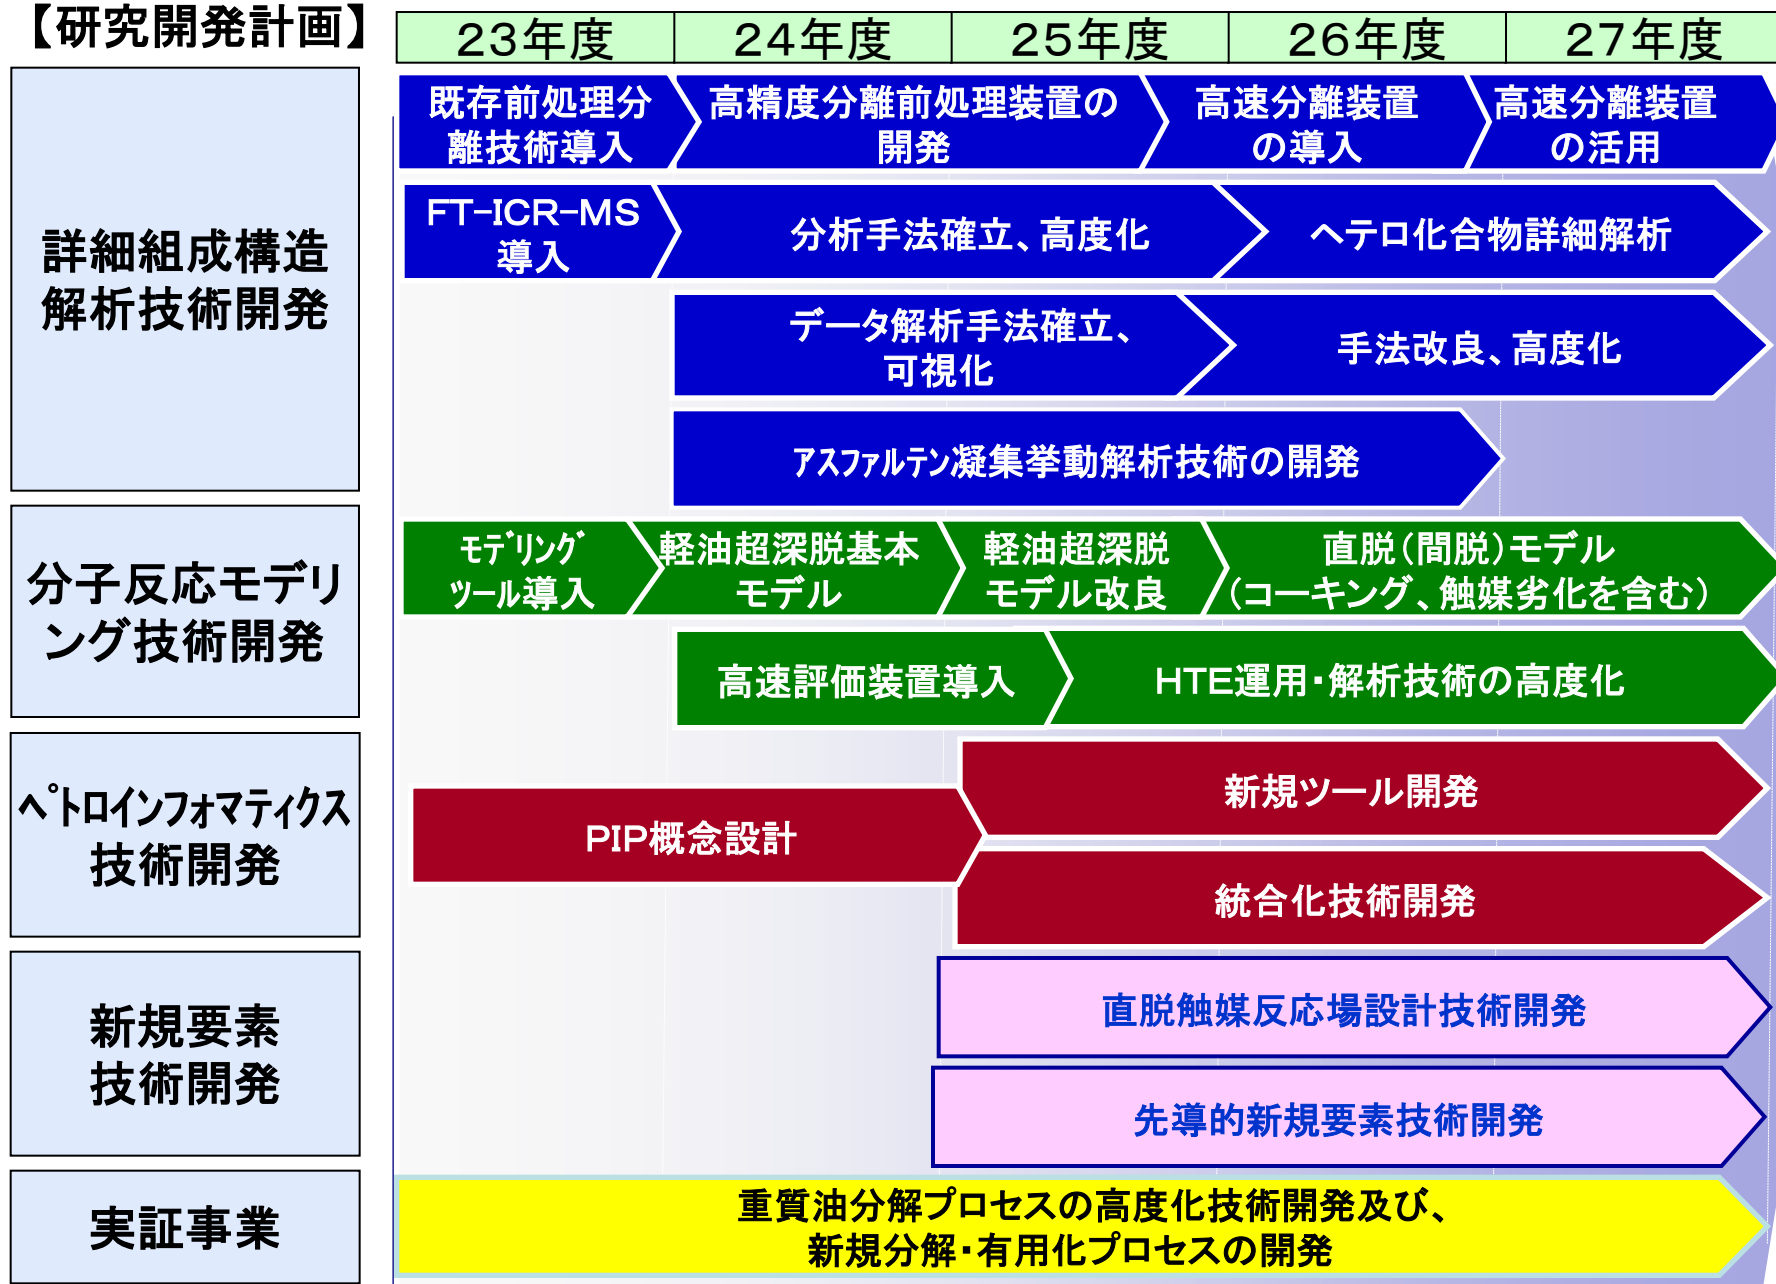 【研究開発計画】
23年度
24年度
25年度
26年度
27年度
詳細組成構造
解析技術開発
既存前処理分
離技術導入
高精度分離前処理装置の
開発
高速分離装置
の導入
高速分離装置
の活用
FT-ICR-MS
導入
分析手法確立、高度化
ヘテロ化合物詳細解析
データ解析手法確立、
可視化
手法改良、高度化
アスファルテン凝集挙動解析技術の開発
分子反応モデリ
ング技術開発
モデリング
ツール導入
軽油超深脱基本
モデル
軽油超深脱
モデル改良
直脱（間脱）モデル
（コーキング、触媒劣化を含む）
高速評価装置導入
HTE運用・解析技術の高度化
ペトロインフォマティクス
技術開発
PIP概念設計
新規ツール開発
統合化技術開発
新規要素
技術開発
直脱触媒反応場設計技術開発
先導的新規要素技術開発
実証事業
重質油分解プロセスの高度化技術開発及び、
新規分解・有用化プロセスの開発